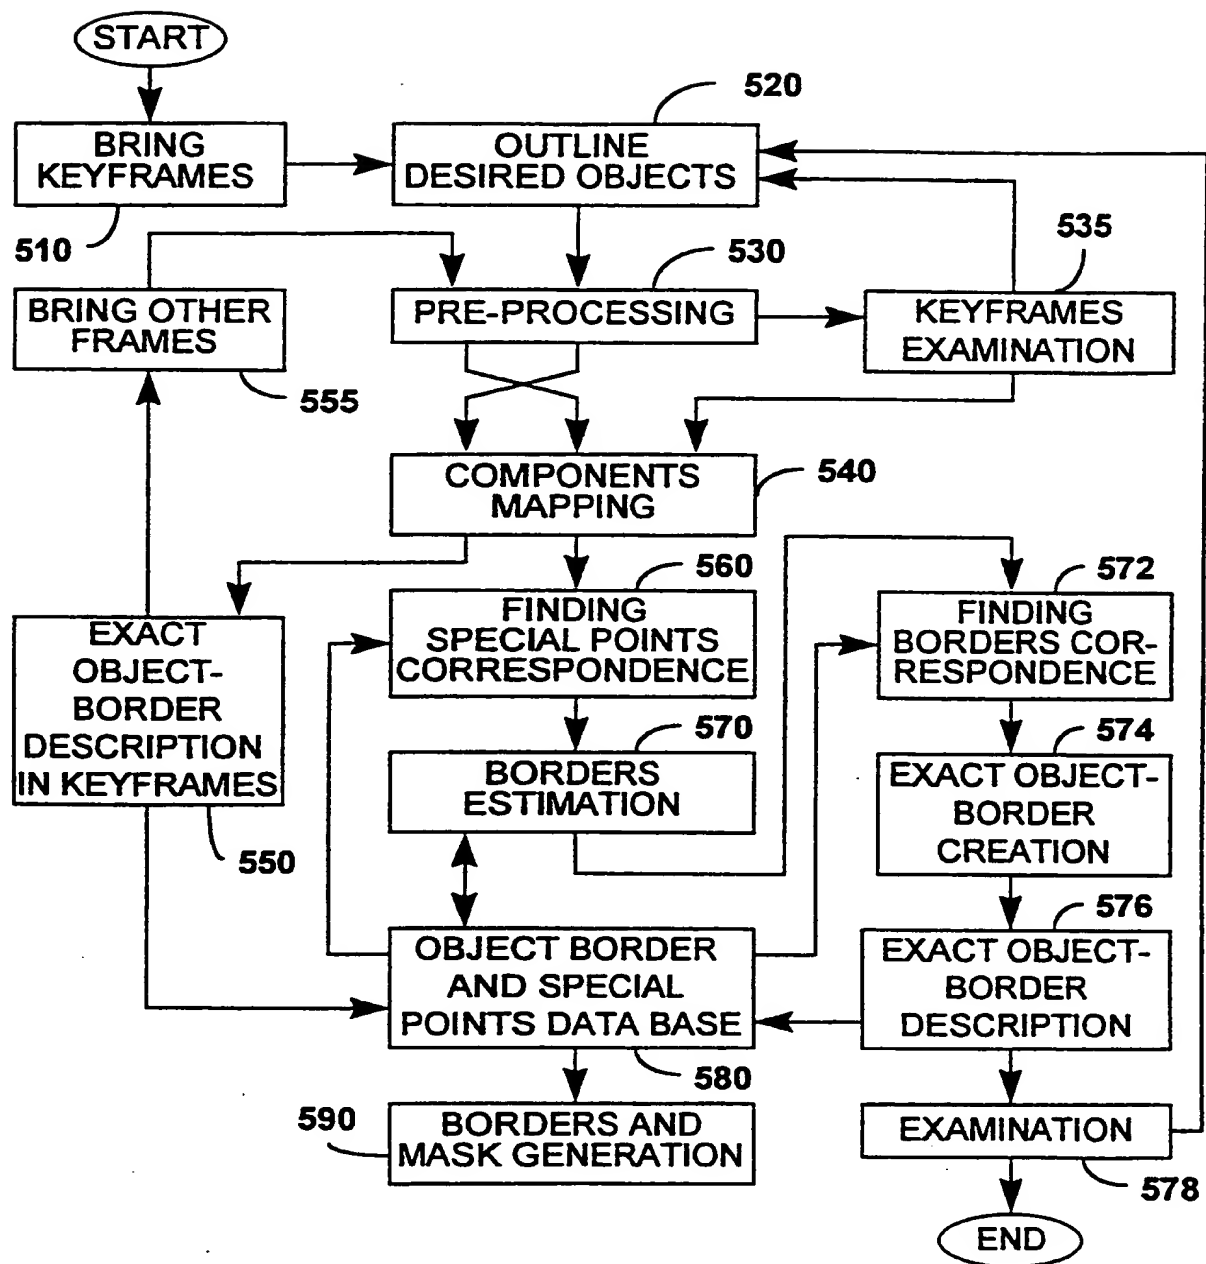 START
520
BRING
KEYFRAMES
OUTLINE
DESIRED OBJECTS
510
530
535
BRING OTHER
FRAMES
PRE-PROCESSING
KEYFRAMES
EXAMINATION
555
COMPONENTS
MAPPING
540
560
572
EXACT
OBJECT-
BORDER
DESCRIPTION
IN KEYFRAMES
FINDING
SPECIAL POINTS
CORRESPONDENCE
FINDING
BORDERS COR-
RESPONDENCE
570
574
BORDERS
ESTIMATION
EXACT OBJECT-
BORDER
CREATION
550
576
OBJECT BORDER
AND SPECIAL
POINTS DATA BASE
EXACT OBJECT-
BORDER
DESCRIPTION
580
590
BORDERS AND
MASK GENERATION
EXAMINATION
578
END